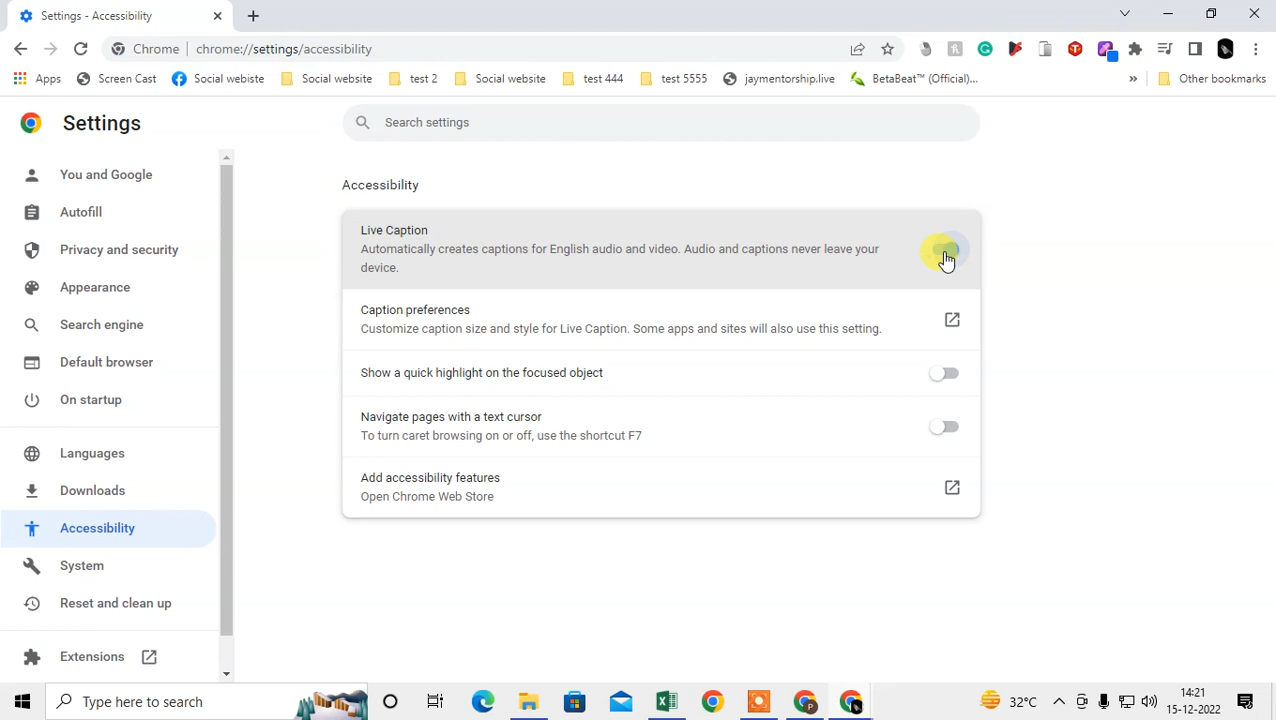 Settings - Accessibility
Chrome chrome://settings/accessibility
Apps Screen Cast Social webiste Social website test 2 Social website test 444 test 5555 jaymentorship.live BetaBeat™ (Official)... » Other bookmarks
Settings
Search settings
You and Google
Autofill
Privacy and security
Appearance
Search engine
Default browser
On startup
Languages
Downloads
Accessibility
System
Reset and clean up
Extensions
Accessibility
Live Caption
Automatically creates captions for English audio and video. Audio and captions never leave your
device.
Caption preferences
Customize caption size and style for Live Caption. Some apps and sites will also use this setting.
Show a quick highlight on the focused object
Navigate pages with a text cursor
To turn caret browsing on or off, use the shortcut F7
Add accessibility features
Open Chrome Web Store
Type here to search
32°C
14:21
15-12-2022